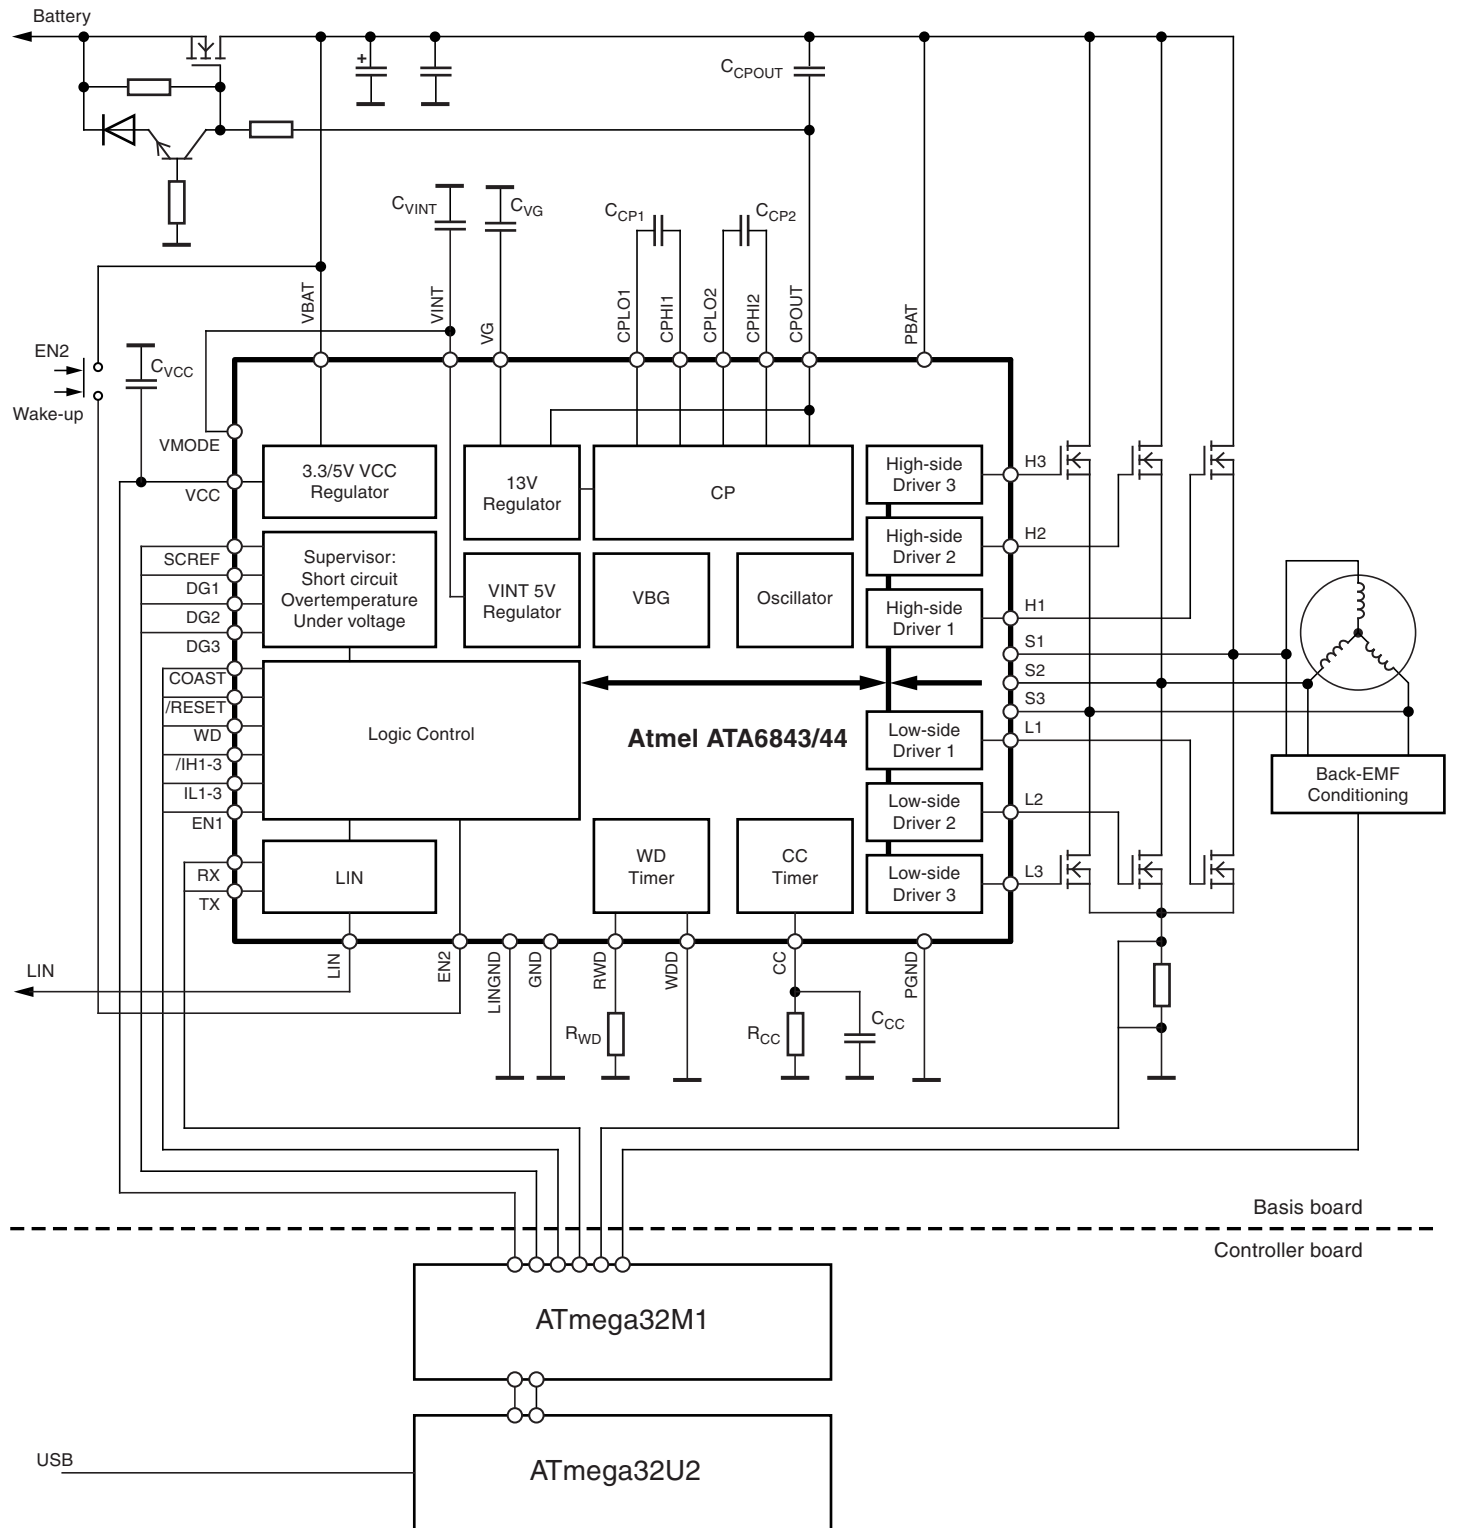 Battery
+
CCPOUT
CVINT
CVG
CCP1
CCP2
VBAT
VINT
VG
CPLO1
CPHI1
CPLO2
CPHI2
CPOUT
PBAT
EN2
CVCC
Wake-up
VMODE
3.3/5V VCC
Regulator
13V
Regulator
CP
High-side
Driver 3
H3
VCC
High-side
Driver 2
H2
SCREF
DG1
DG2
DG3
Supervisor:
Short circuit
Overtemperature
Under voltage
VINT 5V
Regulator
VBG
Oscillator
High-side
Driver 1
H1
S1
S2
S3
COAST
/RESET
WD
/IH1-3
IL1-3
EN1
Logic Control
Atmel ATA6843/44
Low-side
Driver 1
L1
Back-EMF
Conditioning
Low-side
Driver 2
L2
RX
TX
LIN
WD
Timer
CC
Timer
Low-side
Driver 3
L3
LIN
LIN
EN2
LINGND
GND
RWD
WDD
CC
PGND
RWD
RCC
CCC
Basis board
Controller board
ATmega32M1
USB
ATmega32U2